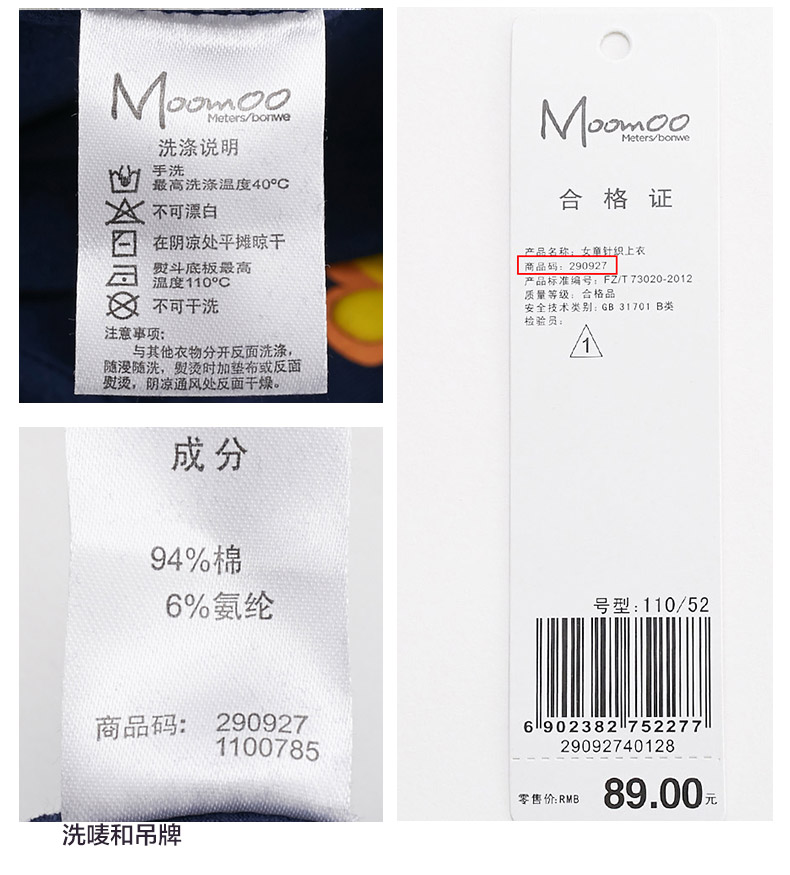 Moomoo
Meters/bonwe
洗涤说明
手洗
最高洗涤温度40℃
不可漂白
在阴凉处平摊晾干
熨斗底板最高
温度110℃
不可干洗
注意事项:
与其他衣物分开反面洗涤,
随浸随洗, 熨烫时加垫布或反面
熨烫, 阴凉通风处反面干燥。
成分
94%棉
6%氨纶
商品码: 290927
1100785
洗唛和吊牌
Moomoo
Meters/bonwe
合格证
产品名称: 女童针织上衣
商品码: 290927
产品标准编号: FZ/T 73020-2012
质量等级: 合格品
安全技术类别: GB 31701 B类
检验员:
1
号型:110/52
6 902382 752277
29092740128
零售价:RMB 89.00元